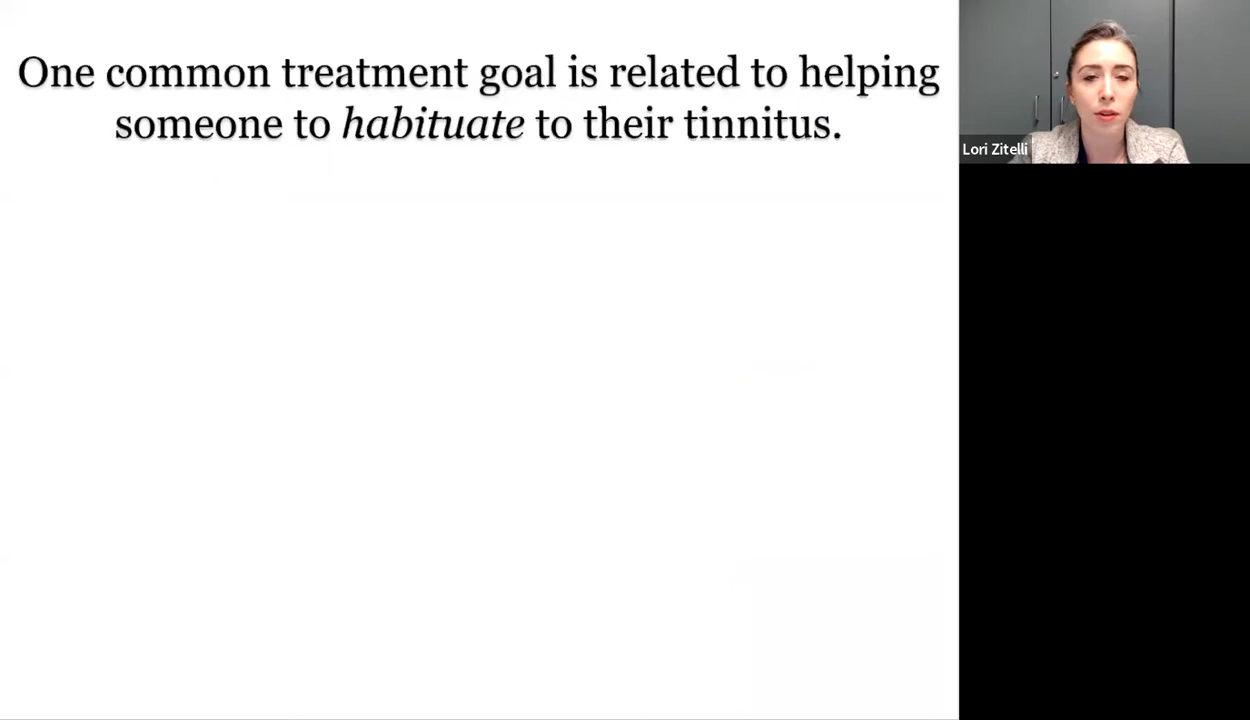 One common treatment goal is related to helping
someone to habituate to their tinnitus.
Lori Zitelli